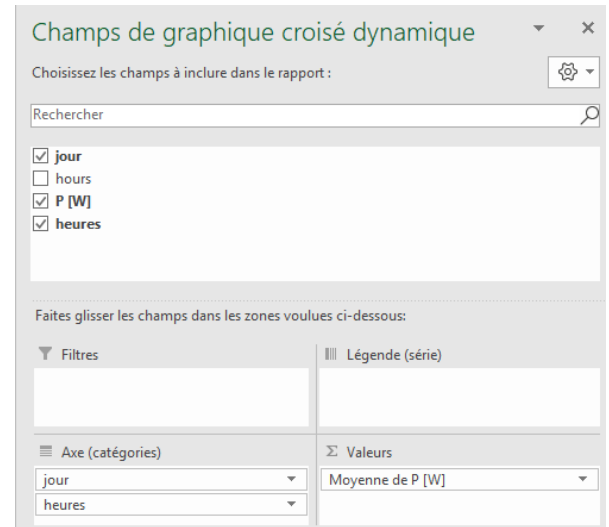 Champs de graphique croisé dynamique
Choisissez les champs à inclure dans le rapport :
Rechercher
jour
hours
P [W]
heures
Faites glisser les champs dans les zones voulues ci-dessous:
Filtres
Légende (série)
Axe (catégories)
Σ Valeurs
jour
Moyenne de P [W]
heures